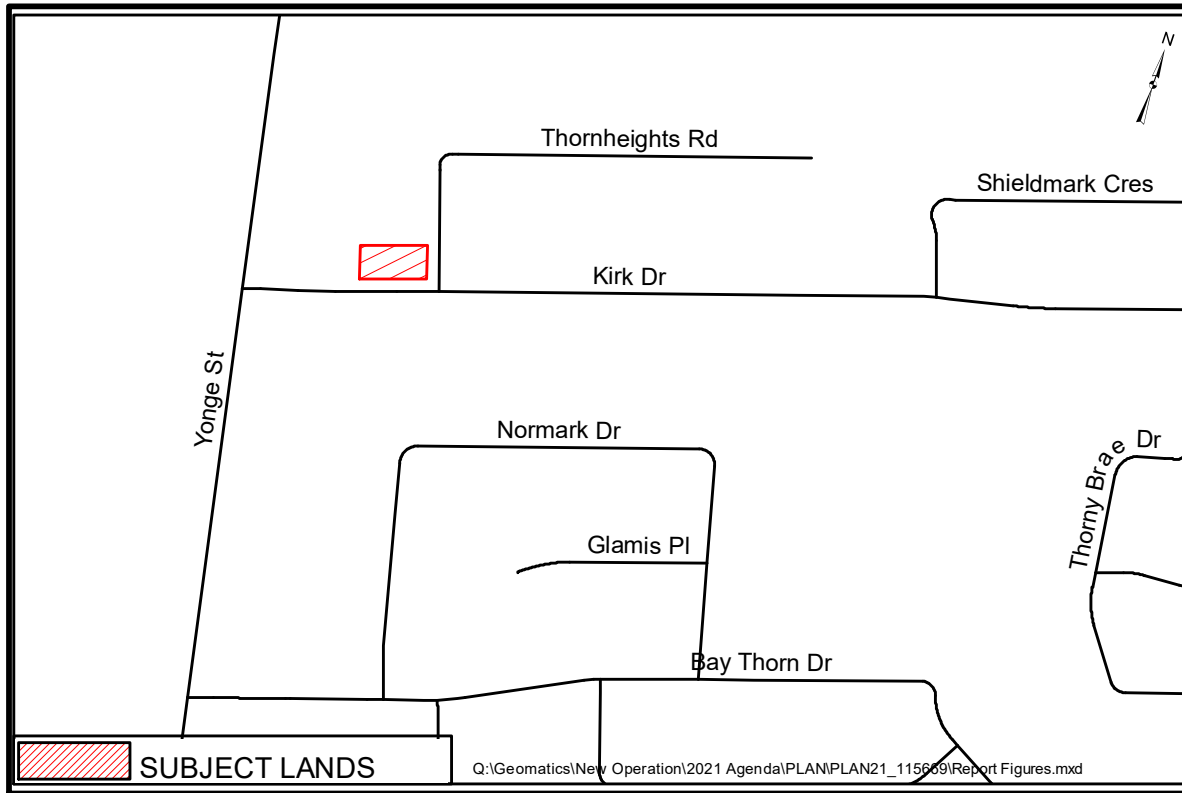 N
Thornheights Rd
Shieldmark Cres
Kirk Dr
Yonge St
Normark Dr
Thorny Brae Dr
Glamis Pl
Bay Thorn Dr
SUBJECT LANDS
Q:\Geomatics\New Operation\2021 Agenda\PLAN\PLAN21_115669\Report Figures.mxd